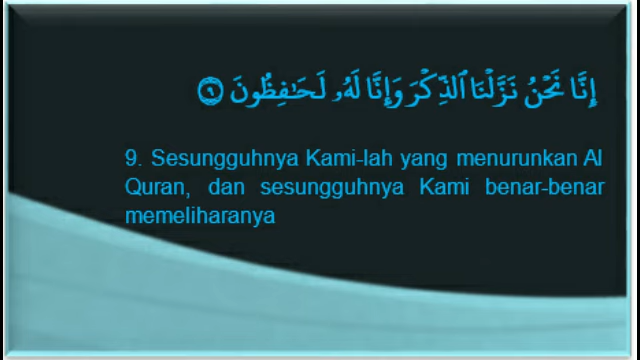 إِنَّا نَحْنُ نَزَّلْنَا ٱلذِّكْرَ وَإِنَّا لَهُۥ لَحَـٰفِظُونَ ۝٩
9. Sesungguhnya Kami-lah yang menurunkan Al
Quran, dan sesungguhnya Kami benar-benar
memeliharanya